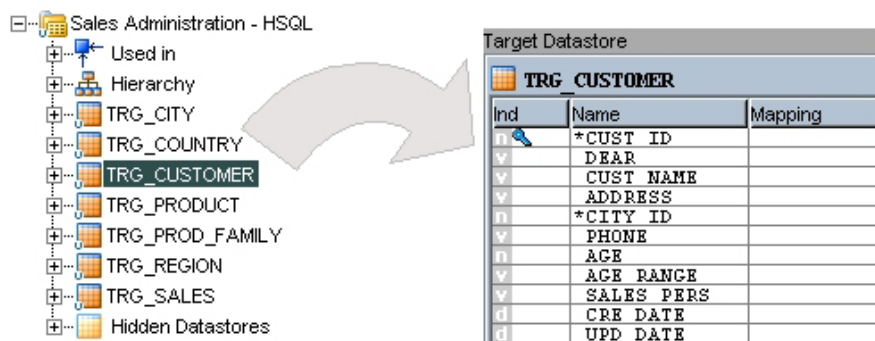 Sales Administration - HSQL
Used in
Hierarchy
TRG_CITY
TRG_COUNTRY
TRG_CUSTOMER
TRG_PRODUCT
TRG_PROD_FAMILY
TRG_REGION
TRG_SALES
Hidden Datastores
Target Datastore
TRG_CUSTOMER
Ind Name Mapping
n *CUST_ID
v DEAR
v CUST_NAME
v ADDRESS
n *CITY_ID
v PHONE
n AGE
v AGE_RANGE
v SALES_PERS
d CRE_DATE
d UPD_DATE